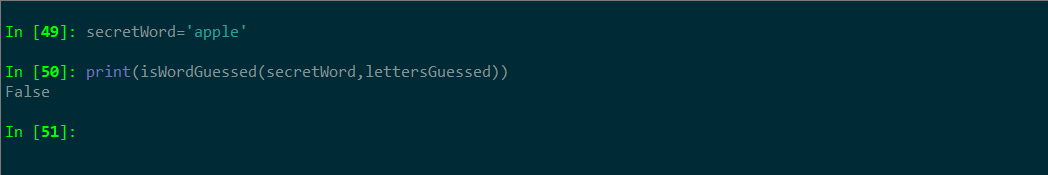 In [49]: secretWord='apple'
In [50]: print(isWordGuessed(secretWord,lettersGuessed))
False
In [51]: